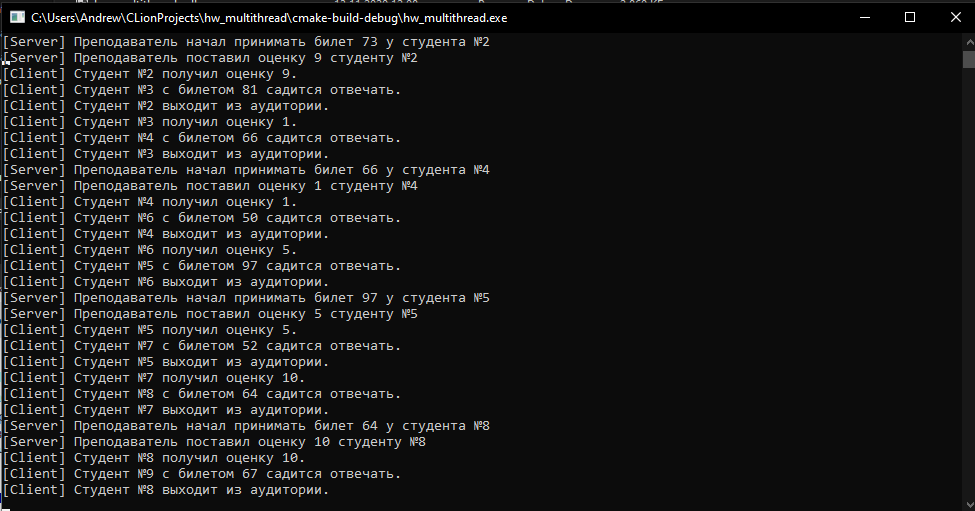 C:\Users\Andrew\CLionProjects\hw_multithread\cmake-build-debug\hw_multithread.exe
[Server] Преподаватель начал принимать билет 73 у студента №2
[Server] Преподаватель поставил оценку 9 студенту №2
[Client] Студент №2 получил оценку 9.
[Client] Студент №3 с билетом 81 садится отвечать.
[Client] Студент №2 выходит из аудитории.
[Client] Студент №3 получил оценку 1.
[Client] Студент №4 с билетом 66 садится отвечать.
[Client] Студент №3 выходит из аудитории.
[Server] Преподаватель начал принимать билет 66 у студента №4
[Server] Преподаватель поставил оценку 1 студенту №4
[Client] Студент №4 получил оценку 1.
[Client] Студент №6 с билетом 50 садится отвечать.
[Client] Студент №4 выходит из аудитории.
[Client] Студент №6 получил оценку 5.
[Client] Студент №5 с билетом 97 садится отвечать.
[Client] Студент №6 выходит из аудитории.
[Server] Преподаватель начал принимать билет 97 у студента №5
[Server] Преподаватель поставил оценку 5 студенту №5
[Client] Студент №5 получил оценку 5.
[Client] Студент №7 с билетом 52 садится отвечать.
[Client] Студент №5 выходит из аудитории.
[Client] Студент №7 получил оценку 10.
[Client] Студент №8 с билетом 64 садится отвечать.
[Client] Студент №7 выходит из аудитории.
[Server] Преподаватель начал принимать билет 64 у студента №8
[Server] Преподаватель поставил оценку 10 студенту №8
[Client] Студент №8 получил оценку 10.
[Client] Студент №9 с билетом 67 садится отвечать.
[Client] Студент №8 выходит из аудитории.